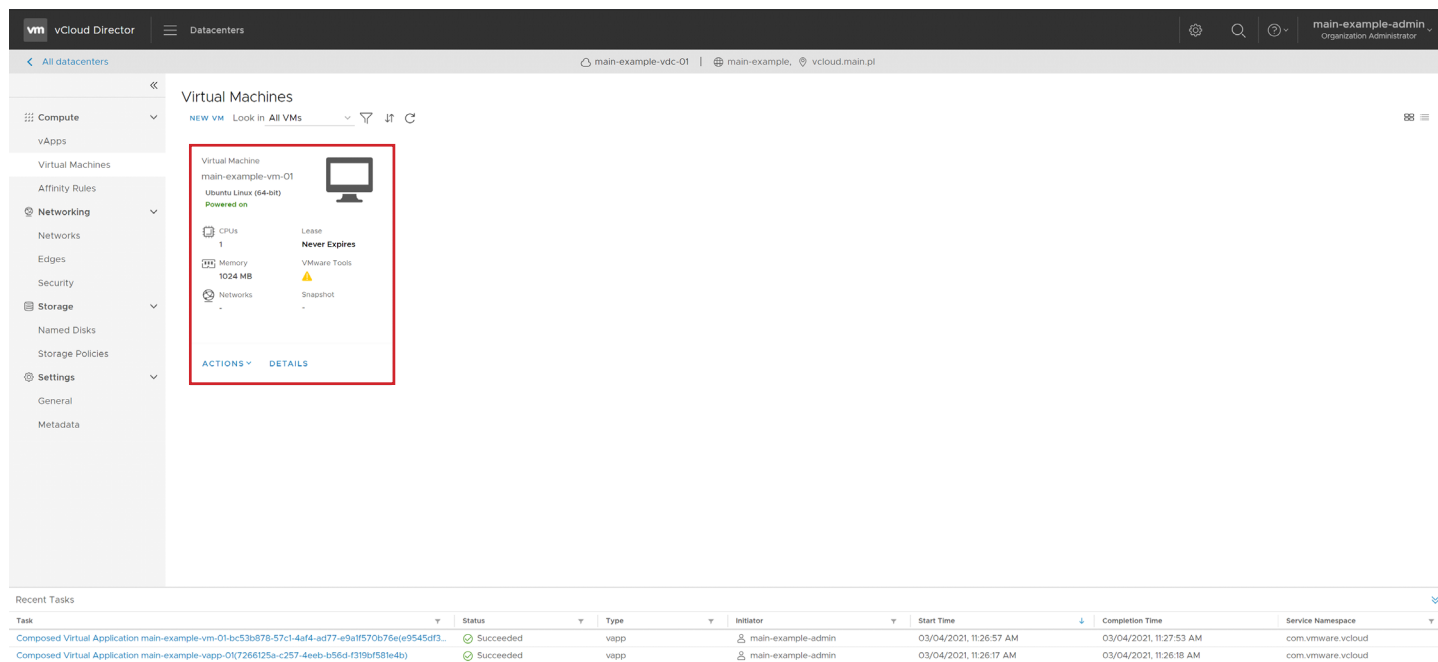 vm vCloud Director Datacenters main-example-admin
Organization Administrator
All datacenters main-example-vdc-01 | main-example, vcloud.main.pl
Compute
vApps
Virtual Machines
Affinity Rules
Networking
Networks
Edges
Security
Storage
Named Disks
Storage Policies
Settings
General
Metadata
Virtual Machines
NEW VM Look in All VMs
Virtual Machine
main-example-vm-01
Ubuntu Linux (64-bit)
Powered on
CPUs Lease
1 Never Expires
Memory VMware Tools
1024 MB
Networks Snapshot
- -
ACTIONS DETAILS
Recent Tasks
Task Status Type Initiator Start Time Completion Time Service Namespace
Composed Virtual Application main-example-vm-01-bc53b878-57c1-4af4-ad77-e9a1f570b76e(e9545df3... Succeeded vapp main-example-admin 03/04/2021, 11:26:57 AM 03/04/2021, 11:27:53 AM com.vmware.vcloud
Composed Virtual Application main-example-vapp-01(7266125a-c257-4eeb-b56d-f319bf581e4b) Succeeded vapp main-example-admin 03/04/2021, 11:26:17 AM 03/04/2021, 11:26:18 AM com.vmware.vcloud